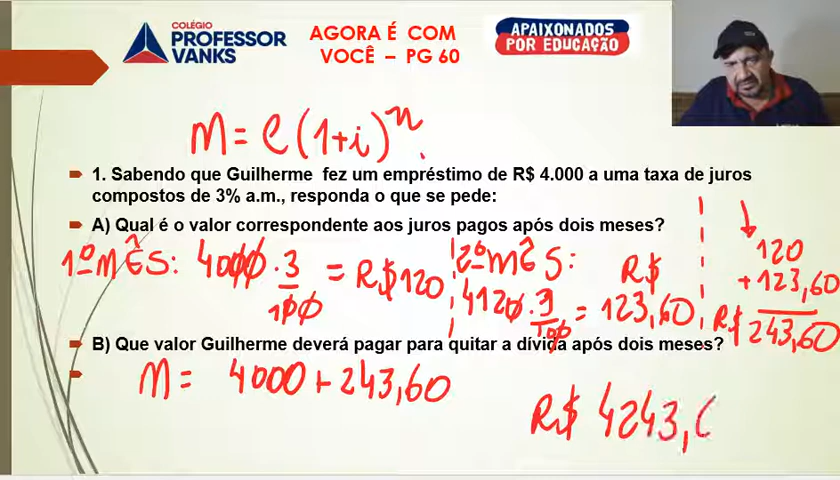 COLÉGIO
PROFESSOR
VANKS
AGORA É COM
VOCÊ – PG 60
APAIXONADOS
POR EDUCAÇÃO
M = C(1+i)^n.
1. Sabendo que Guilherme fez um empréstimo de R$ 4.000 a uma taxa de juros
compostos de 3% a.m., responda o que se pede:
A) Qual é o valor correspondente aos juros pagos após dois meses?
1º MÊS: 4000 . 3/100 = R$ 120
2º MÊS: 4120 . 3/100 = R$ 123,60
120
+123,60
R$ 243,60
B) Que valor Guilherme deverá pagar para quitar a dívida após dois meses?
M = 4000 + 243,60
R$ 4243,6